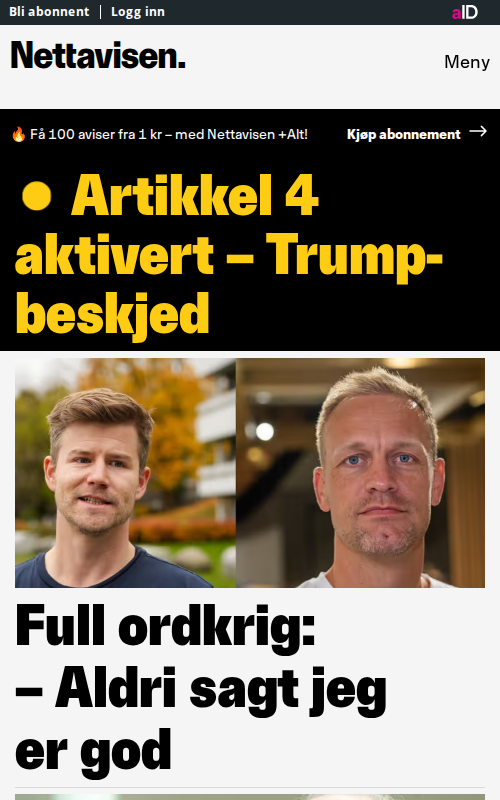 Bli abonnent | Logg inn
aID
Nettavisen.
Meny
🔥 Få 100 aviser fra 1 kr – med Nettavisen +Alt!
Kjøp abonnement →
Artikkel 4
aktivert – Trump-
beskjed
Full ordkrig:
– Aldri sagt jeg
er god